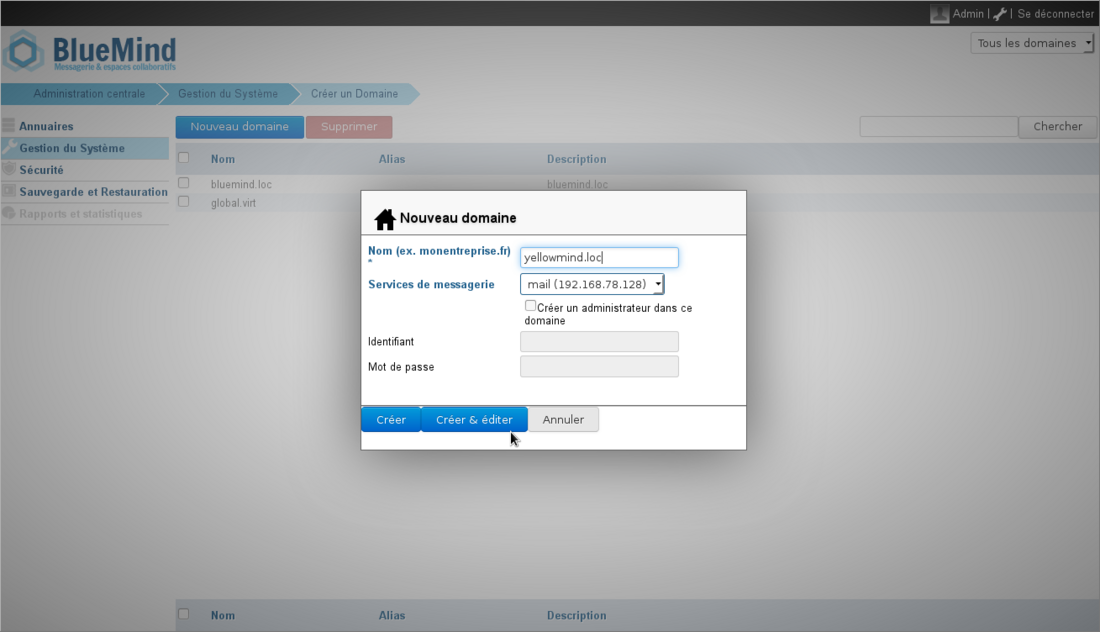 Admin | | Se déconnecter
BlueMind
Messagerie & espaces collaboratifs
Tous les domaines
Administration centrale Gestion du Système Créer un Domaine
Annuaires
Gestion du Système
Sécurité
Sauvegarde et Restauration
Rapports et statistiques
Nouveau domaine Supprimer Chercher
Nom Alias Description
bluemind.loc bluemind.loc
global.virt
Nouveau domaine
Nom (ex. monentreprise.fr)
* yellowmind.loc
Services de messagerie mail (192.168.78.128)
Créer un administrateur dans ce
domaine
Identifiant
Mot de passe
Créer Créer & éditer Annuler
Nom Alias Description